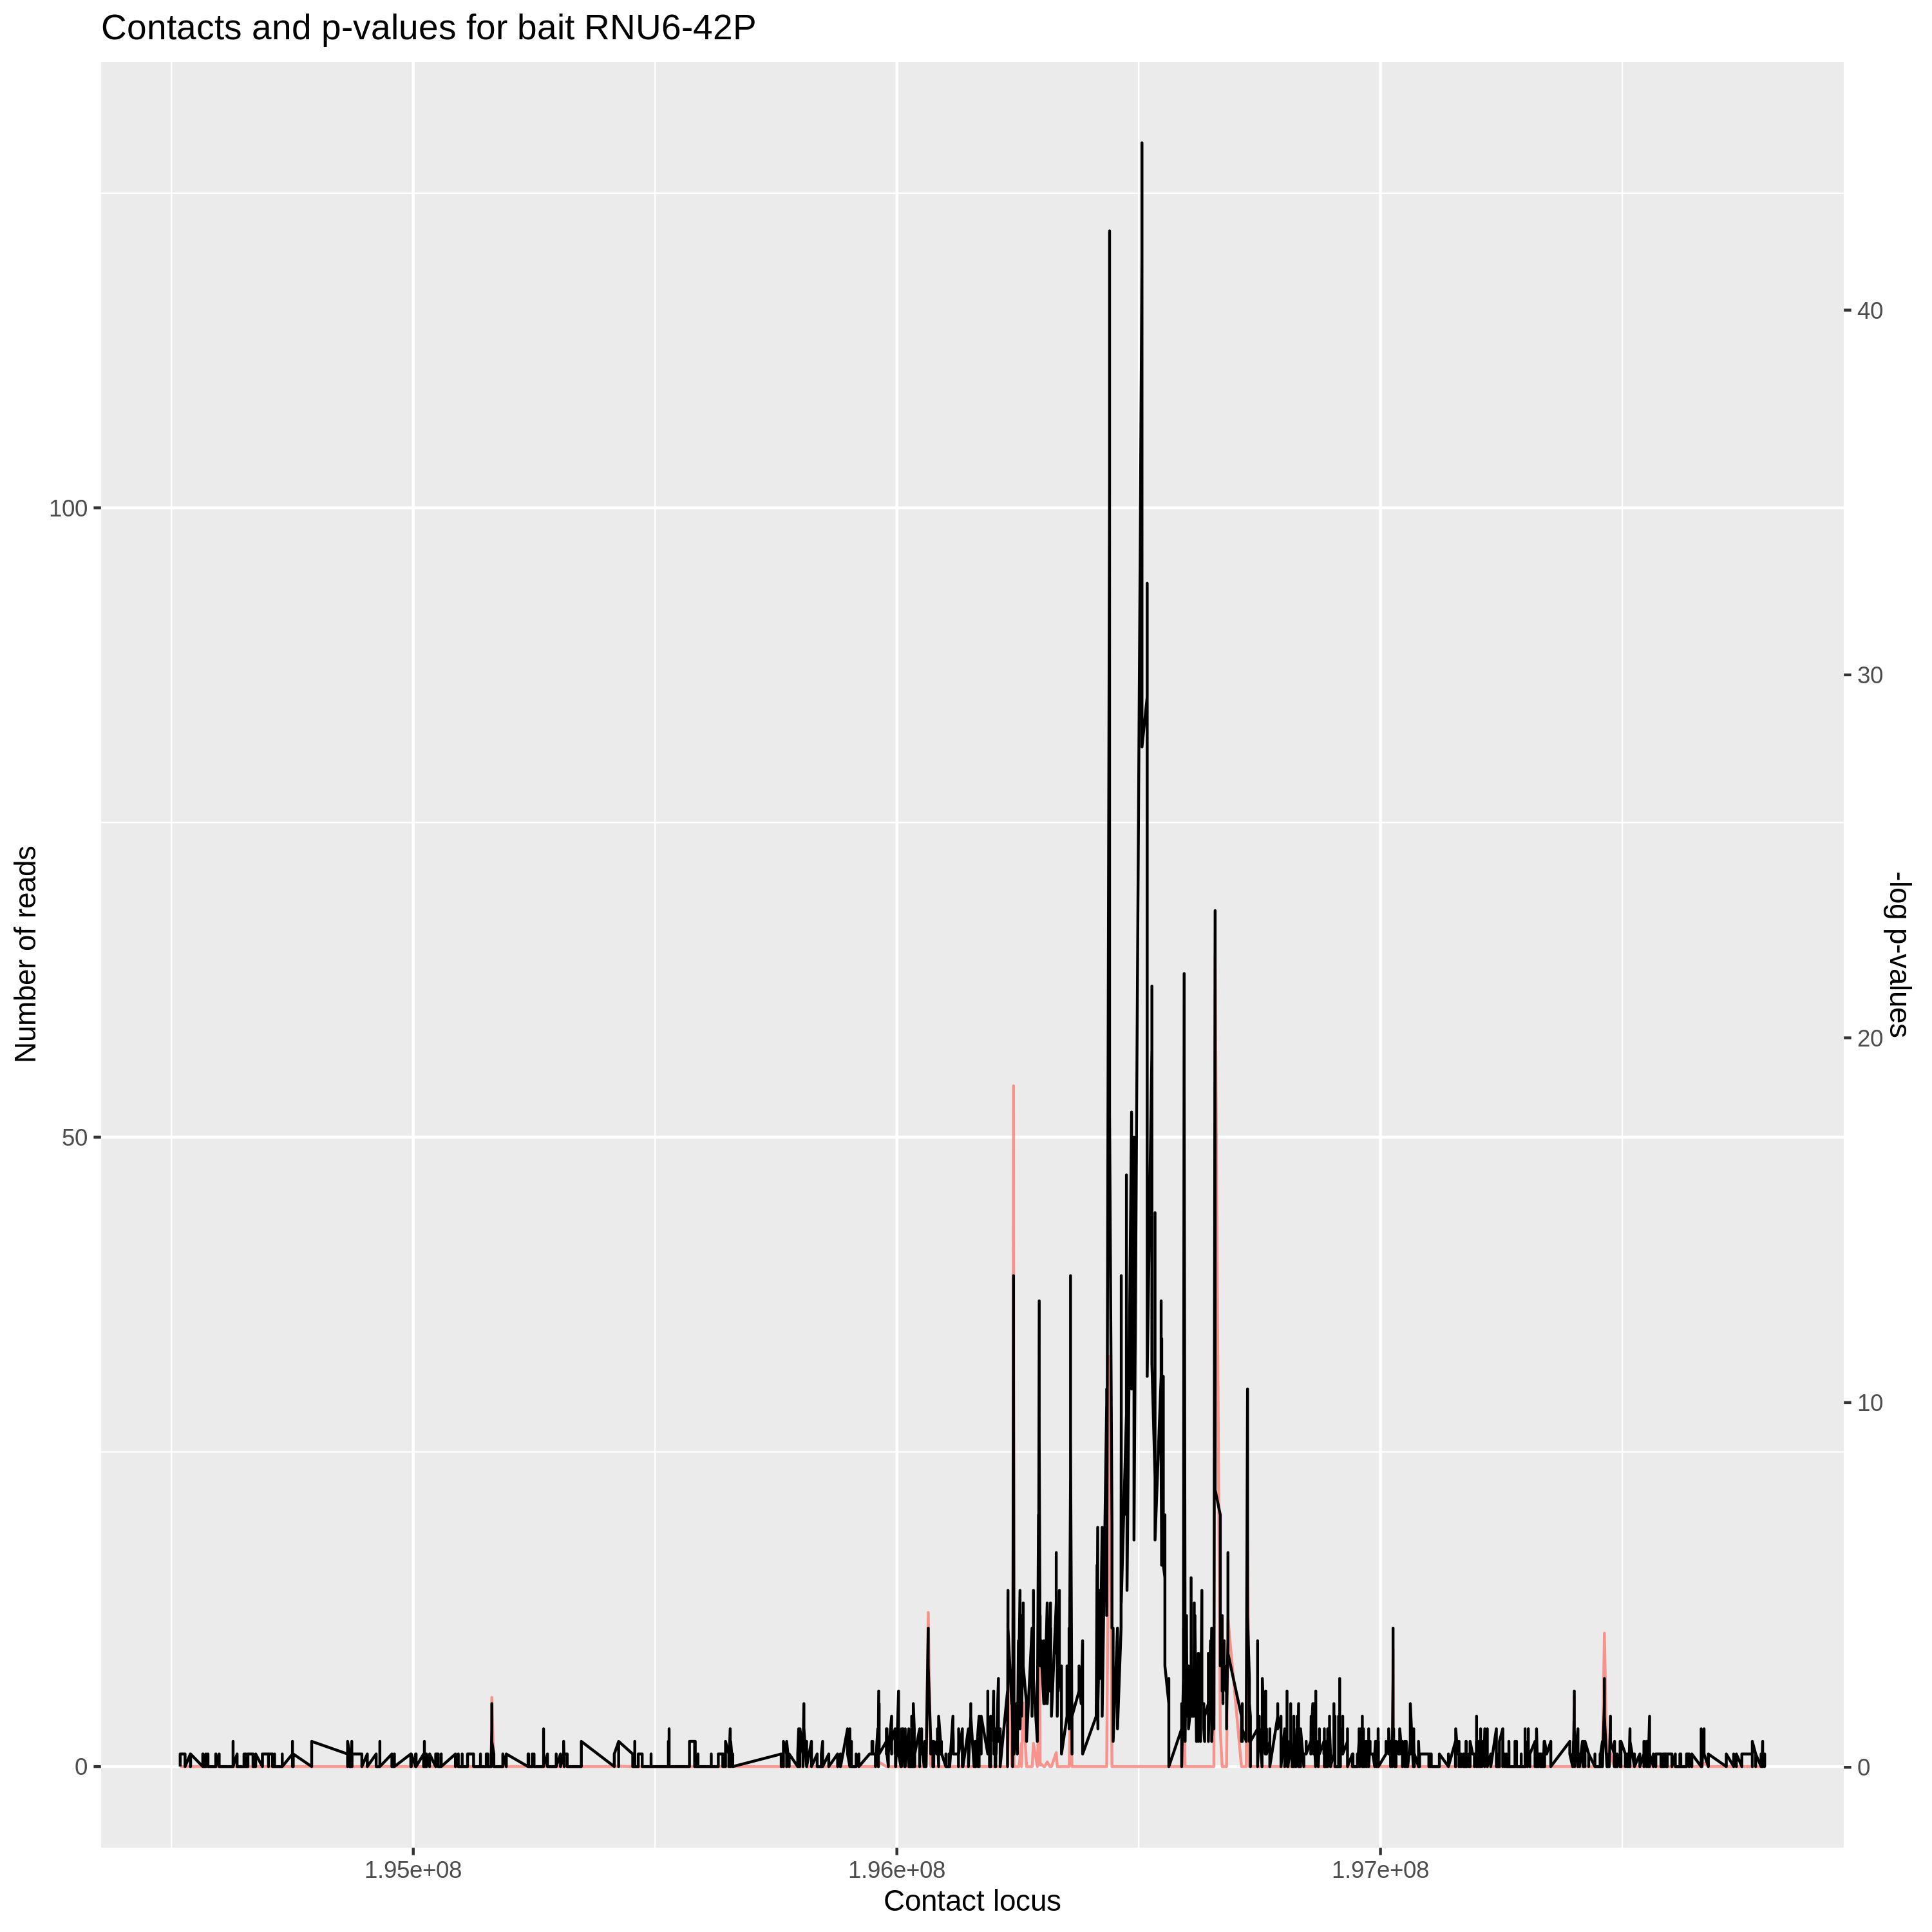 Contacts and p-values for bait RNU6-42P
Number of reads
100
50
0
40
30
20
10
0
-log p-values
1.95e+08
1.96e+08
1.97e+08
Contact locus